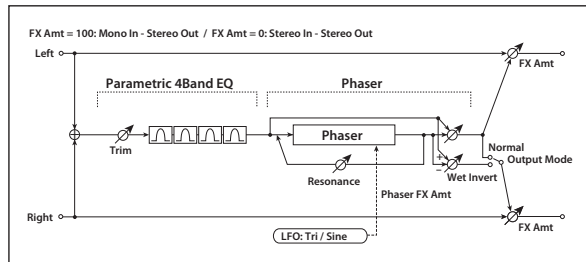 FX Amt = 100: Mono In - Stereo Out / FX Amt = 0: Stereo In - Stereo Out
Left
FX Amt
Parametric 4Band EQ
Phaser
Phaser
Trim
Resonance
+
−
Normal
Output Mode
Wet Invert
Phaser FX Amt
Right
FX Amt
LFO: Tri / Sine